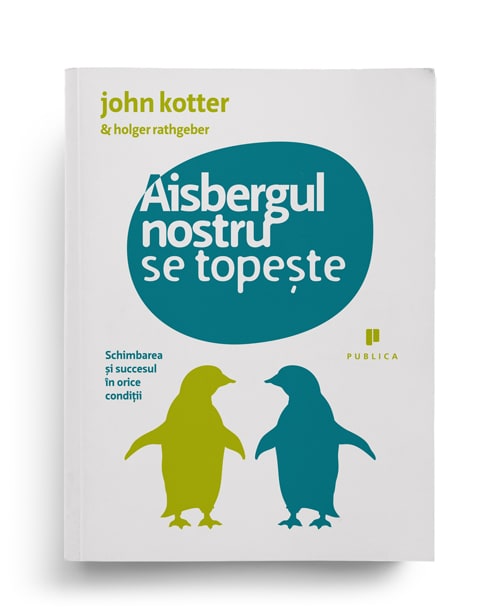 john kotter
& holger rathgeber
Aisbergul
nostru
se topește
PUBLICA
Schimbarea
și succesul
în orice
condiții